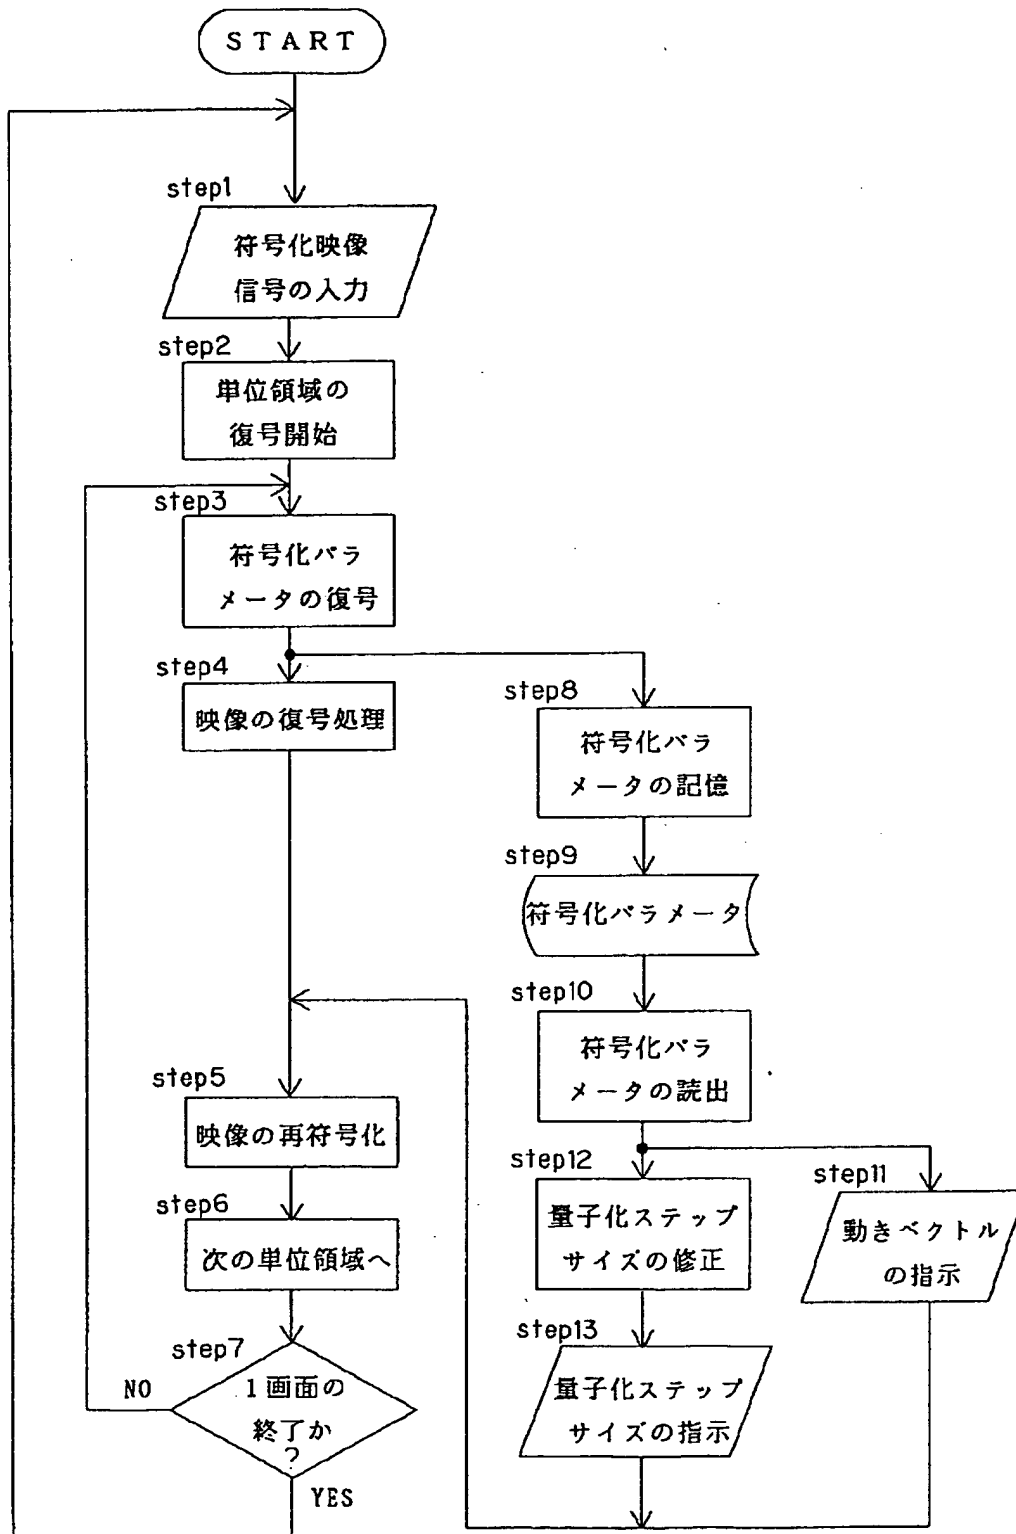 START
step1
符号化映像
信号の入力
step2
単位領域の
復号開始
step3
符号化パラ
メータの復号
step4
映像の復号処理
step8
符号化パラ
メータの記憶
step9
符号化パラメータ
step10
符号化パラ
メータの読出
step5
映像の再符号化
step12
量子化ステップ
サイズの修正
step11
動きベクトル
の指示
step6
次の単位領域へ
step13
量子化ステップ
サイズの指示
step7
1画面の
終了か
?
NO
YES